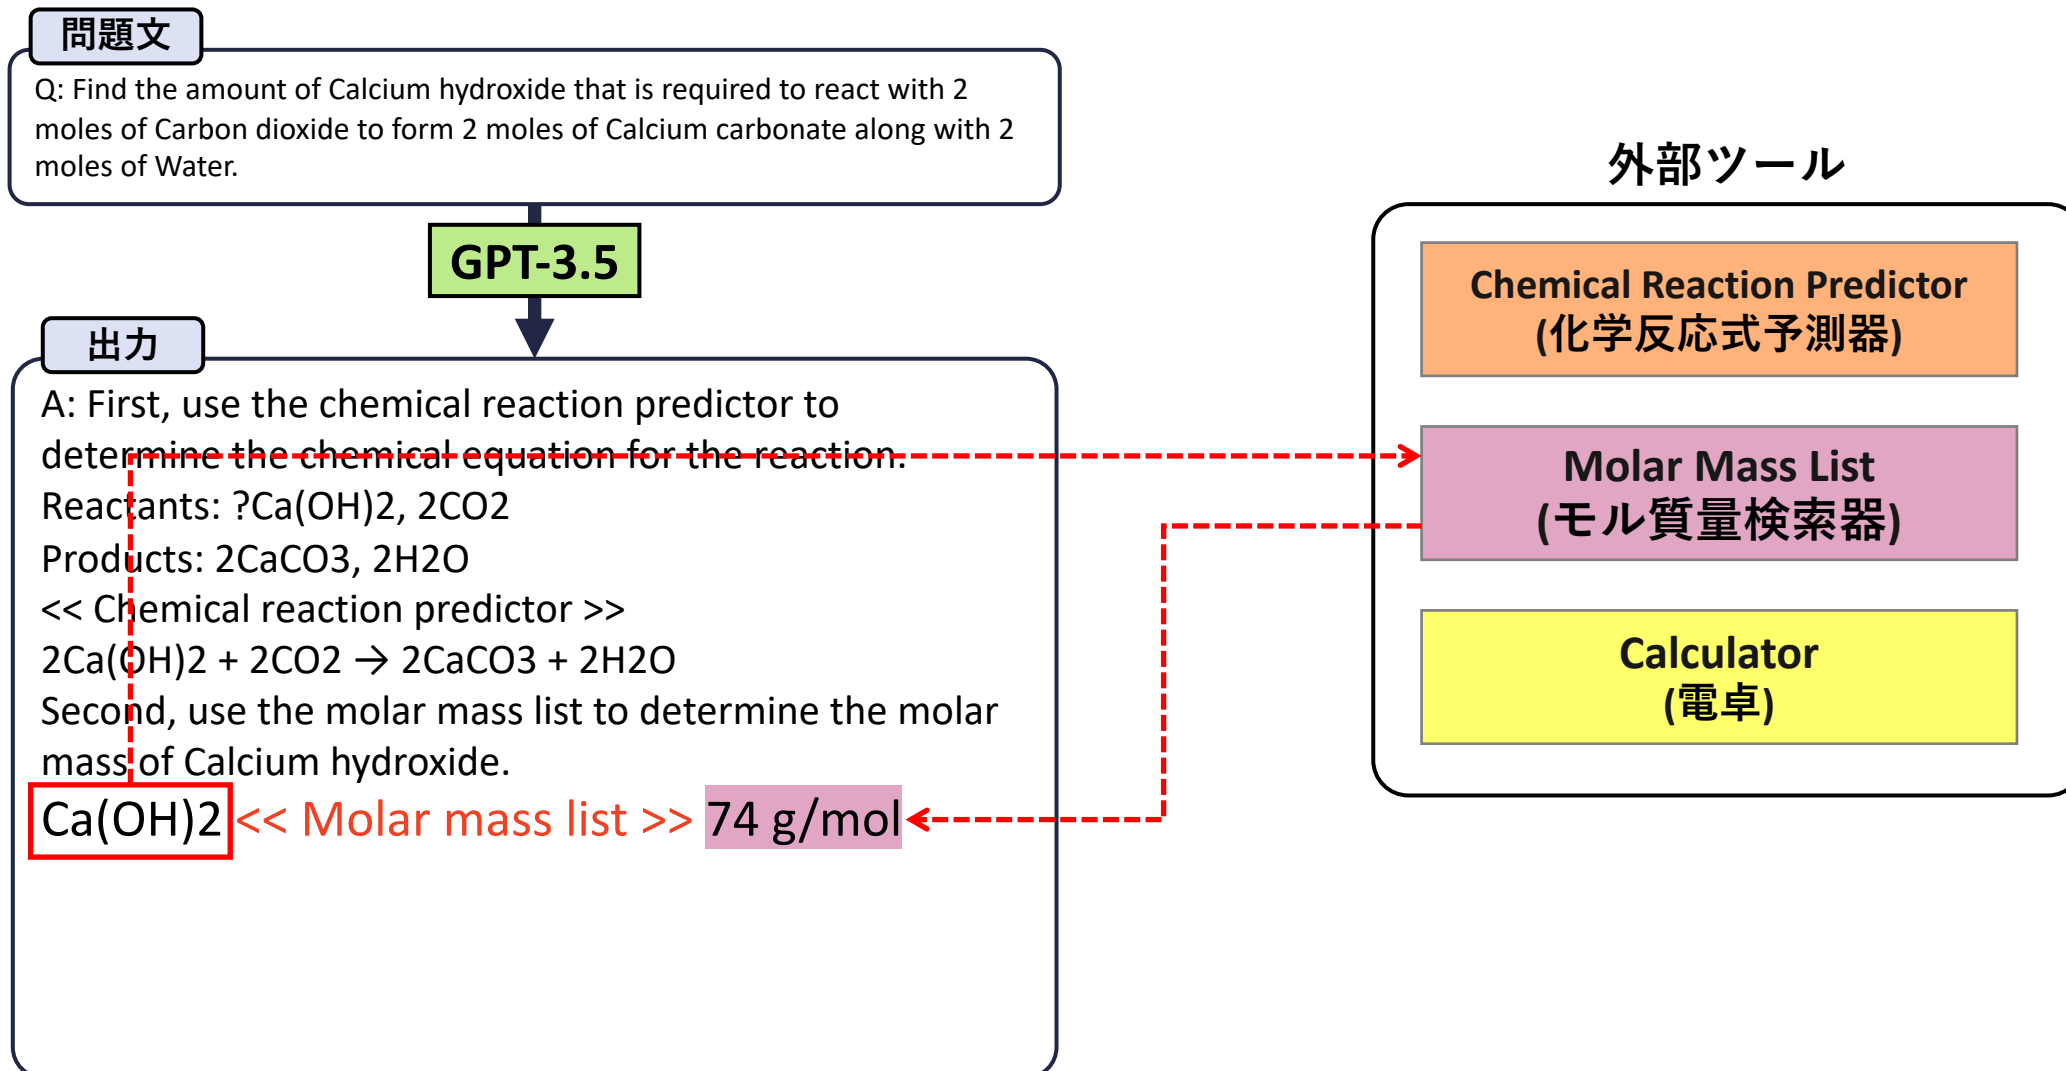 問題文
Q: Find the amount of Calcium hydroxide that is required to react with 2
moles of Carbon dioxide to form 2 moles of Calcium carbonate along with 2
moles of Water.
GPT-3.5
出力
A: First, use the chemical reaction predictor to
determine the chemical equation for the reaction.
Reactants: ?Ca(OH)2, 2CO2
Products: 2CaCO3, 2H2O
<< Chemical reaction predictor >>
2Ca(OH)2 + 2CO2 → 2CaCO3 + 2H2O
Second, use the molar mass list to determine the molar
mass of Calcium hydroxide.
Ca(OH)2 << Molar mass list >> 74 g/mol
外部ツール
Chemical Reaction Predictor
(化学反応式予測器)
Molar Mass List
(モル質量検索器)
Calculator
(電卓)